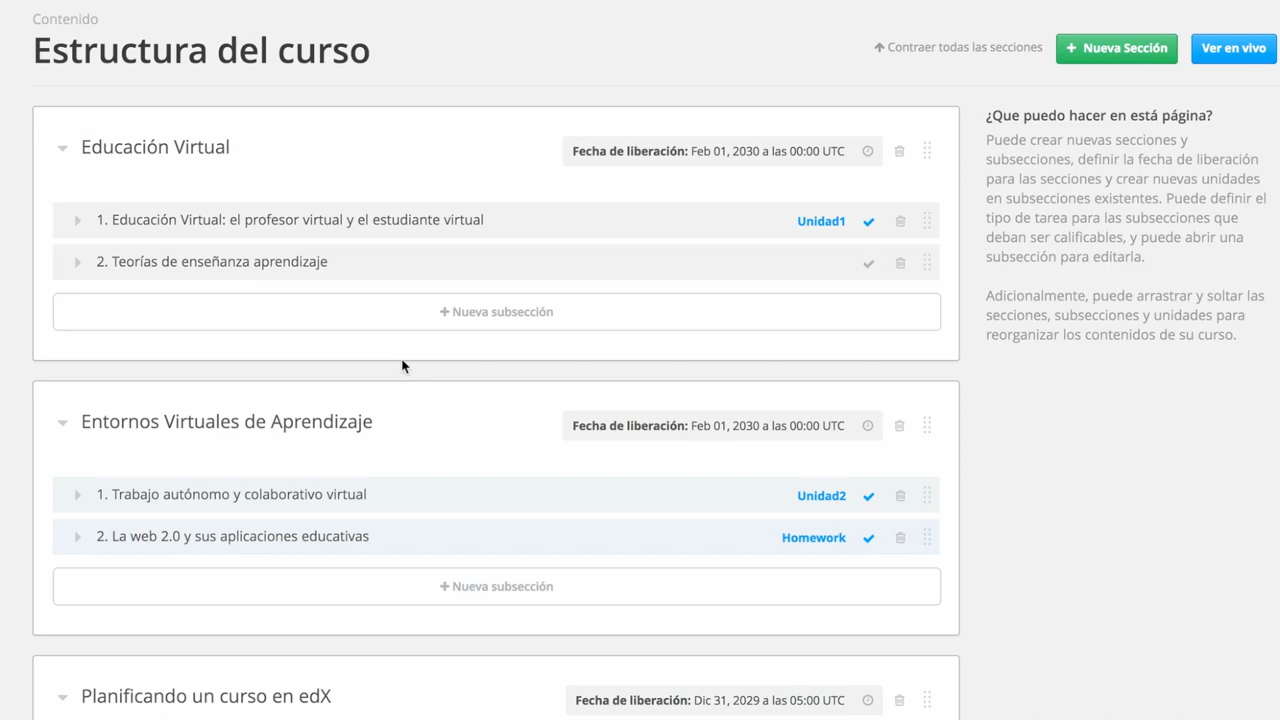 Contenido
Estructura del curso
Contraer todas las secciones
+ Nueva Sección
Ver en vivo
Educación Virtual
Fecha de liberación: Feb 01, 2030 a las 00:00 UTC
1. Educación Virtual: el profesor virtual y el estudiante virtual
Unidad1
2. Teorías de enseñanza aprendizaje
+ Nueva subsección
Entornos Virtuales de Aprendizaje
Fecha de liberación: Feb 01, 2030 a las 00:00 UTC
1. Trabajo autónomo y colaborativo virtual
Unidad2
2. La web 2.0 y sus aplicaciones educativas
Homework
+ Nueva subsección
Planificando un curso en edX
Fecha de liberación: Dic 31, 2029 a las 05:00 UTC
¿Que puedo hacer en está página?
Puede crear nuevas secciones y
subsecciones, definir la fecha de liberación
para las secciones y crear nuevas unidades
en subsecciones existentes. Puede definir el
tipo de tarea para las subsecciones que
deban ser calificables, y puede abrir una
subsección para editarla.
Adicionalmente, puede arrastrar y soltar las
secciones, subsecciones y unidades para
reorganizar los contenidos de su curso.